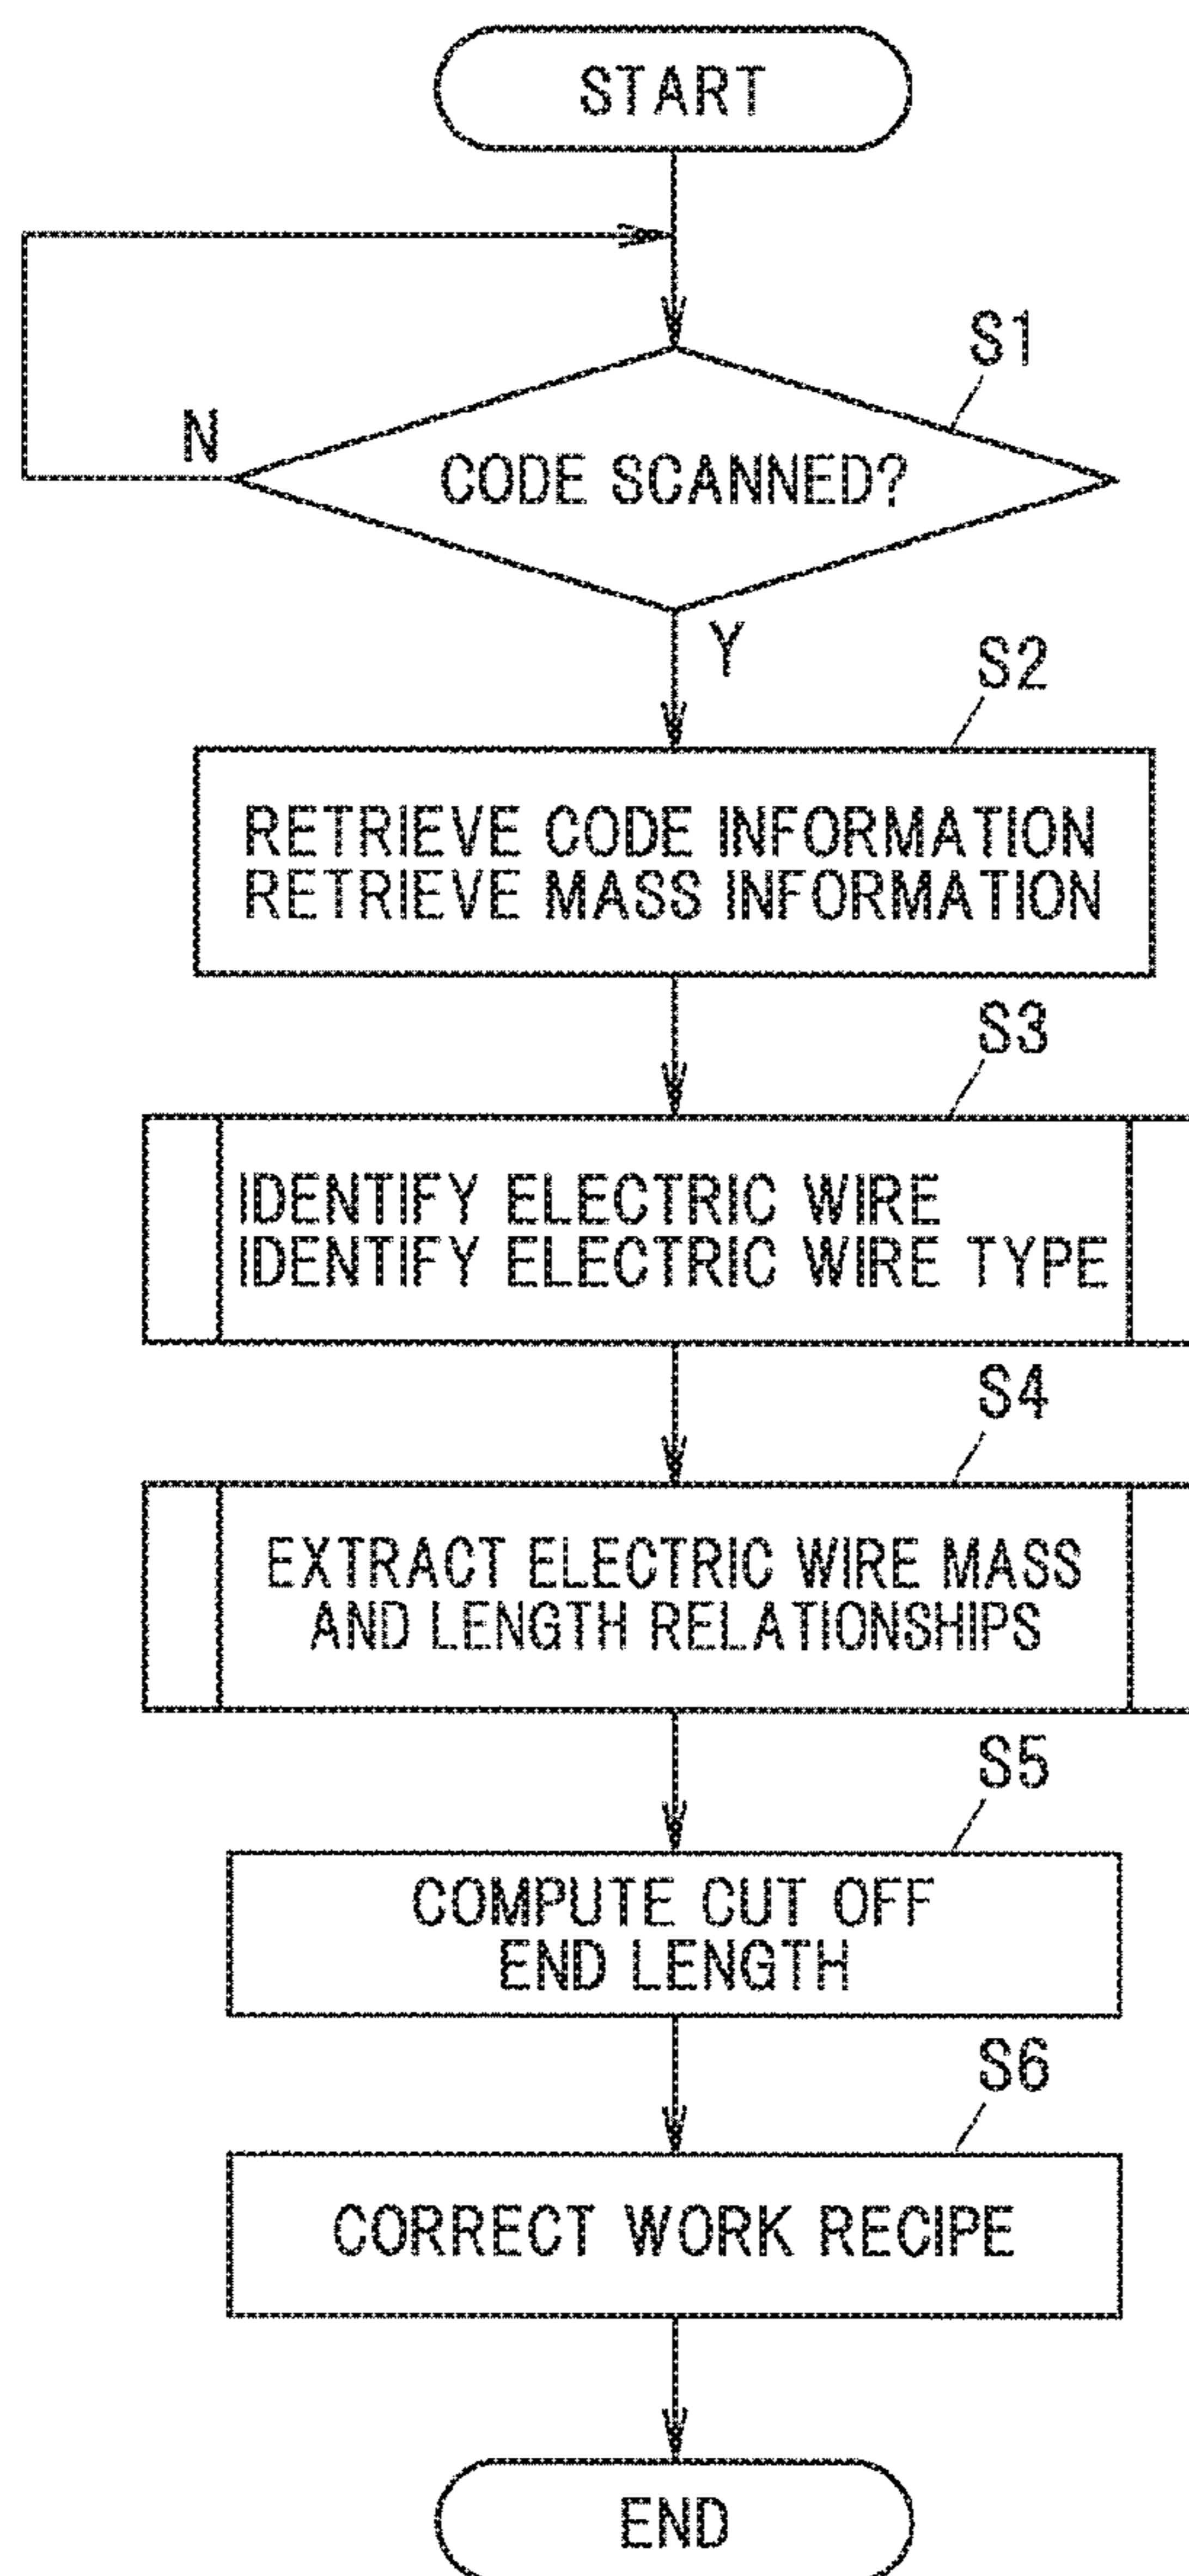 START
S1
N
CODE SCANNED?
Y
S2
RETRIEVE CODE INFORMATION
RETRIEVE MASS INFORMATION
S3
IDENTIFY ELECTRIC WIRE
IDENTIFY ELECTRIC WIRE TYPE
S4
EXTRACT ELECTRIC WIRE MASS
AND LENGTH RELATIONSHIPS
S5
COMPUTE CUT OFF
END LENGTH
S6
CORRECT WORK RECIPE
END